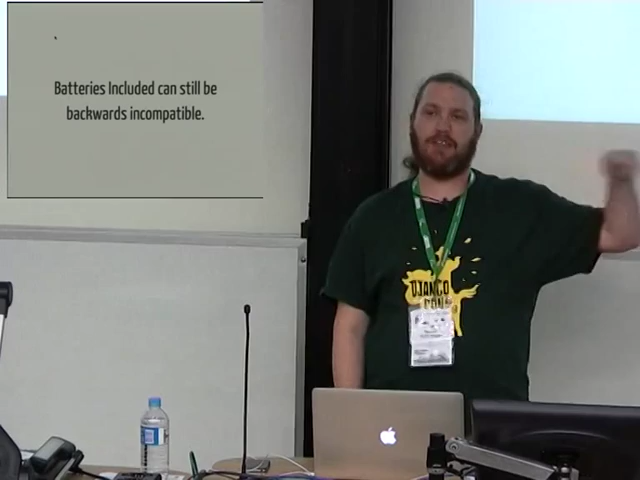 Batteries Included can still be
backwards incompatible.
DJANGO
CON